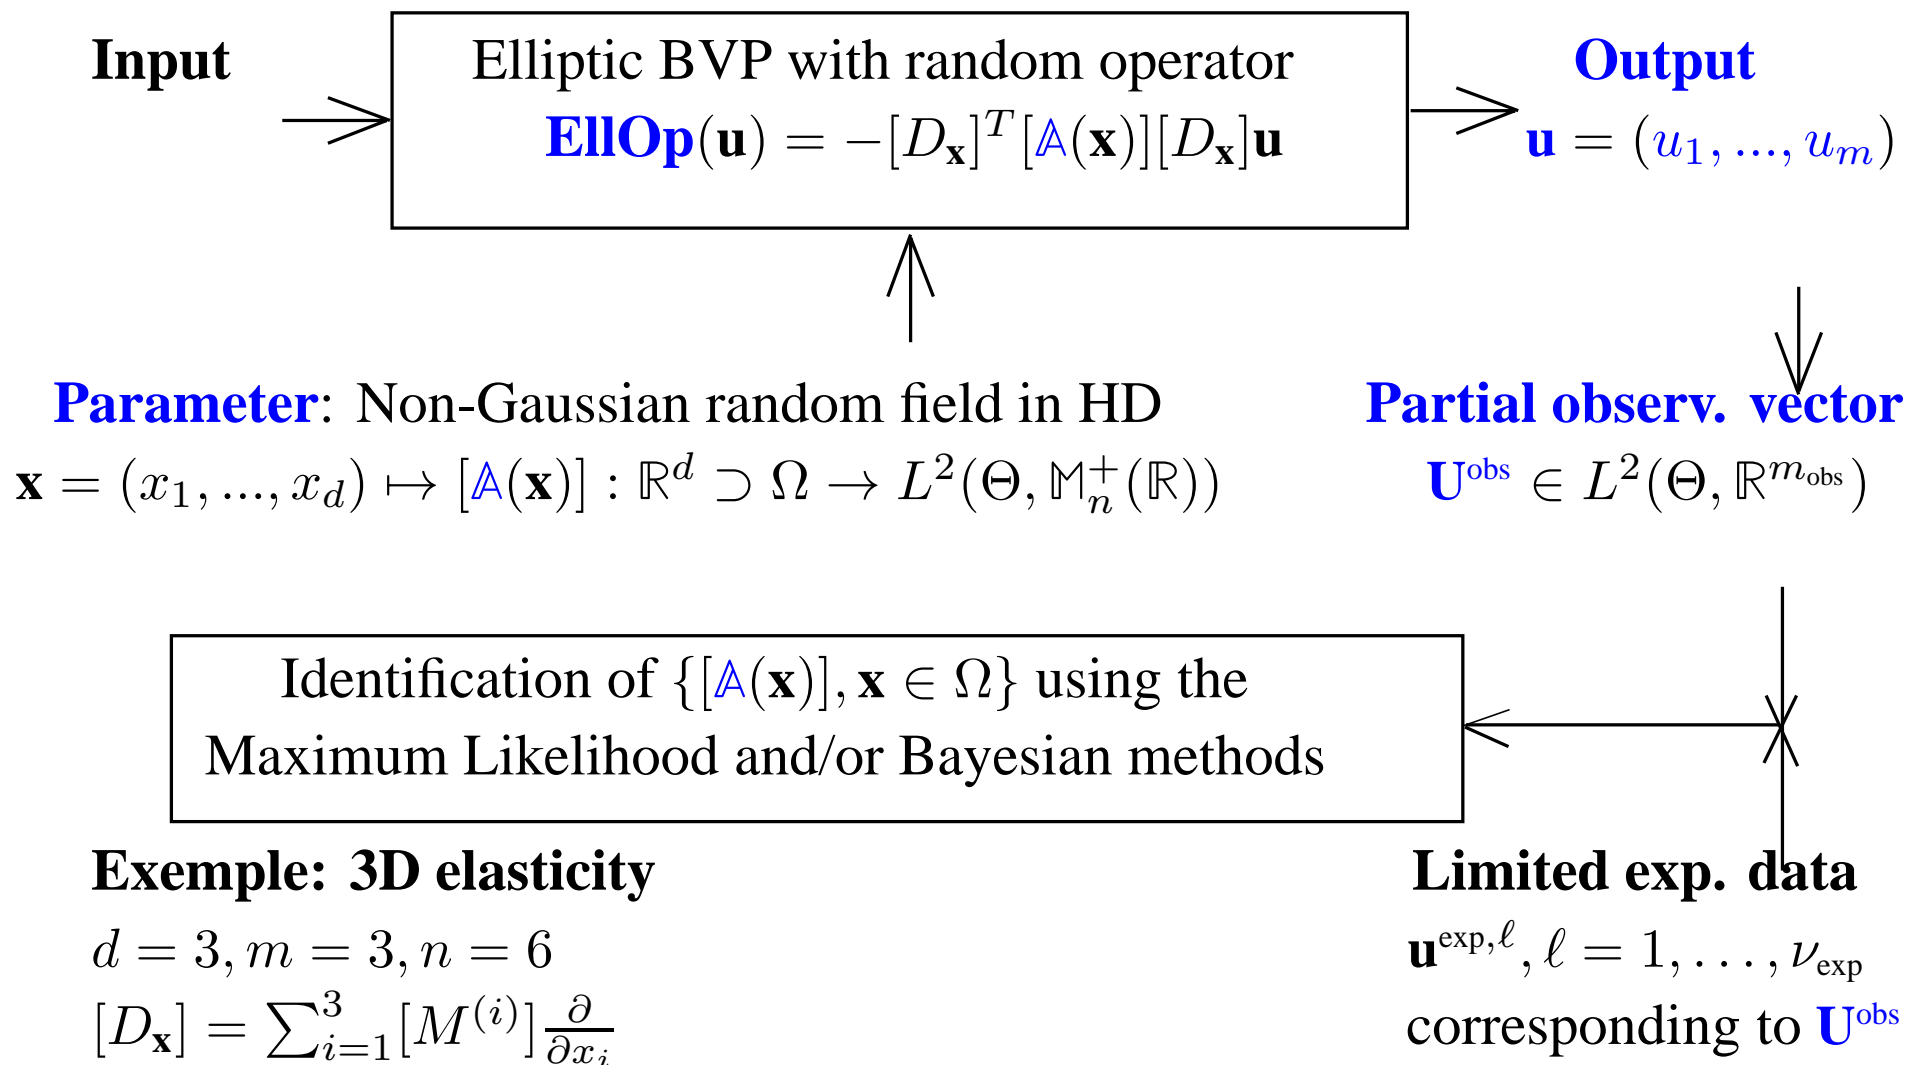 Input
Elliptic BVP with random operator
EllOp(u) = −[D_x]^T [𝔸(x)][D_x]u
Output
u = (u_1, ..., u_m)
Parameter: Non-Gaussian random field in HD
x = (x_1, ..., x_d) ↦ [𝔸(x)] : ℝ^d ⊃ Ω → L^2(Θ, 𝕄_n^+(ℝ))
Partial observ. vector
U^obs ∈ L^2(Θ, ℝ^{m_obs})
Identification of {[𝔸(x)], x ∈ Ω} using the
Maximum Likelihood and/or Bayesian methods
Exemple: 3D elasticity
d = 3, m = 3, n = 6
[D_x] = ∑_{i=1}^3 [M^{(i)}] ∂/∂x_i
Limited exp. data
u^{exp,ℓ}, ℓ = 1, . . . , ν_exp
corresponding to U^obs